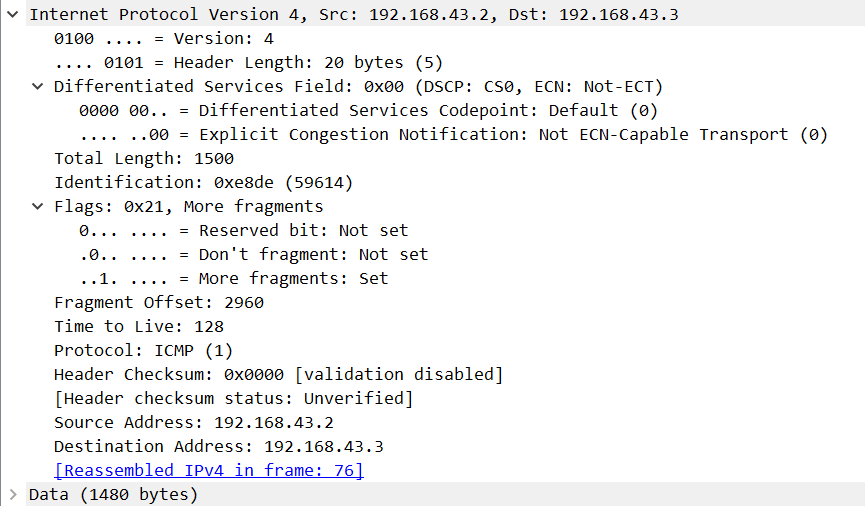 Internet Protocol Version 4, Src: 192.168.43.2, Dst: 192.168.43.3
0100 .... = Version: 4
.... 0101 = Header Length: 20 bytes (5)
Differentiated Services Field: 0x00 (DSCP: CS0, ECN: Not-ECT)
0000 00.. = Differentiated Services Codepoint: Default (0)
.... ..00 = Explicit Congestion Notification: Not ECN-Capable Transport (0)
Total Length: 1500
Identification: 0xe8de (59614)
Flags: 0x21, More fragments
0... .... = Reserved bit: Not set
.0.. .... = Don't fragment: Not set
..1. .... = More fragments: Set
Fragment Offset: 2960
Time to Live: 128
Protocol: ICMP (1)
Header Checksum: 0x0000 [validation disabled]
[Header checksum status: Unverified]
Source Address: 192.168.43.2
Destination Address: 192.168.43.3
[Reassembled IPv4 in frame: 76]
Data (1480 bytes)